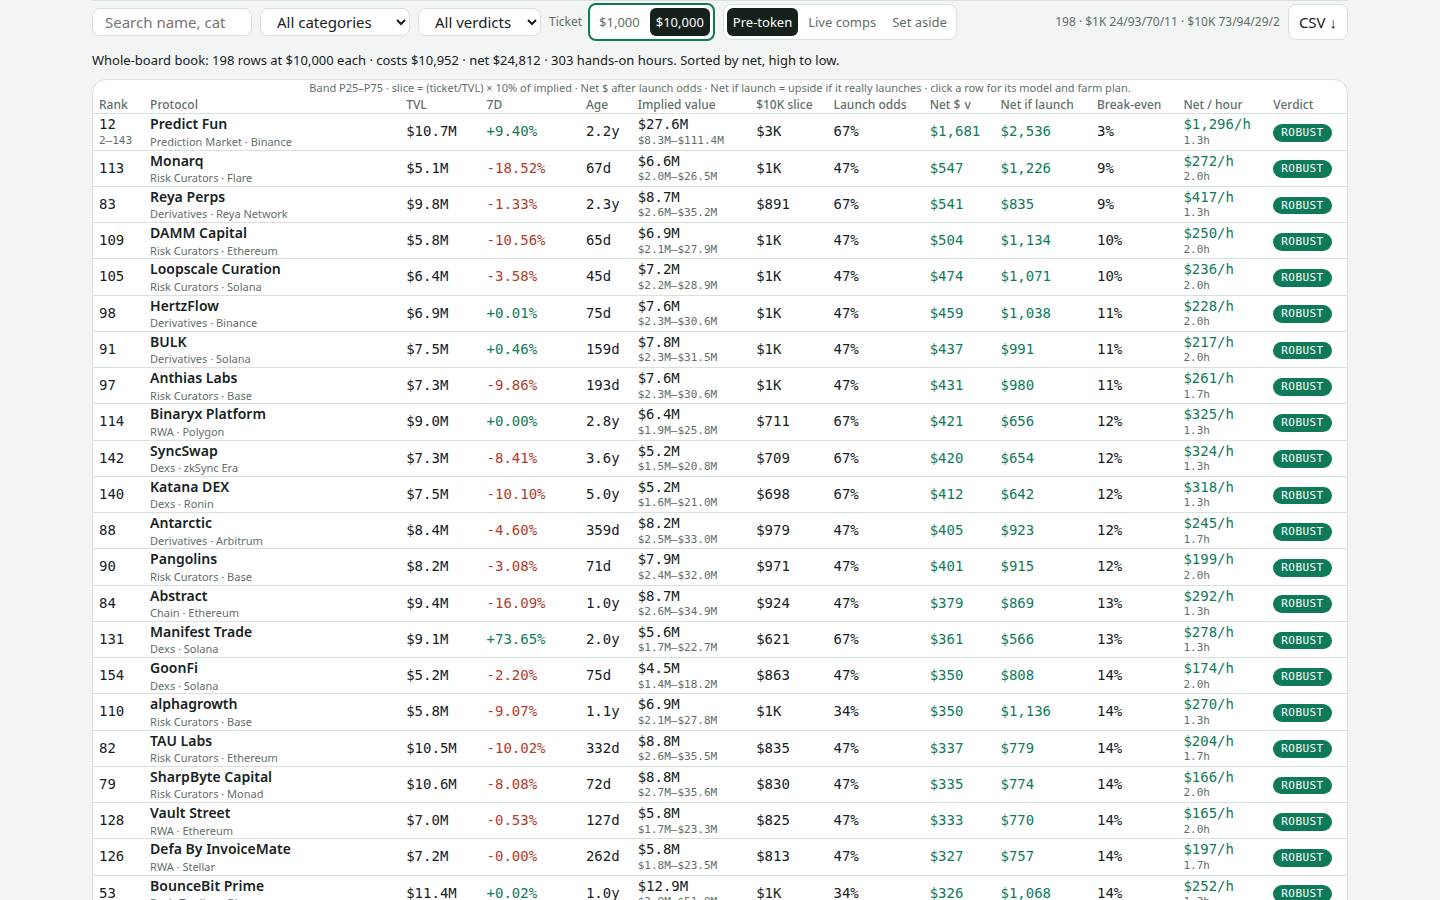 Search name, cat All categories All verdicts Ticket $1,000 $10,000 Pre-token Live comps Set aside 198 · $1K 24/93/70/11 · $10K 73/94/29/2 CSV ↓
Whole-board book: 198 rows at $10,000 each · costs $10,952 · net $24,812 · 303 hands-on hours. Sorted by net, high to low.
Band P25–P75 · slice = (ticket/TVL) × 10% of implied · Net $ after launch odds · Net if launch = upside if it really launches · click a row for its model and farm plan.
Rank Protocol TVL 7D Age Implied value $10K slice Launch odds Net $ v Net if launch Break-even Net / hour Verdict
12 Predict Fun $10.7M +9.40% 2.2y $27.6M $3K 67% $1,681 $2,536 3% $1,296/h ROBUST
2–143 Prediction Market · Binance $8.3M–$111.4M 1.3h
113 Monarq $5.1M -18.52% 67d $6.6M $1K 47% $547 $1,226 9% $272/h ROBUST
Risk Curators · Flare $2.0M–$26.5M 2.0h
83 Reya Perps $9.8M -1.33% 2.3y $8.7M $891 67% $541 $835 9% $417/h ROBUST
Derivatives · Reya Network $2.6M–$35.2M 1.3h
109 DAMM Capital $5.8M -10.56% 65d $6.9M $1K 47% $504 $1,134 10% $250/h ROBUST
Risk Curators · Ethereum $2.1M–$27.9M 2.0h
105 Loopscale Curation $6.4M -3.58% 45d $7.2M $1K 47% $474 $1,071 10% $236/h ROBUST
Risk Curators · Solana $2.2M–$28.9M 2.0h
98 HertzFlow $6.9M +0.01% 75d $7.6M $1K 47% $459 $1,038 11% $228/h ROBUST
Derivatives · Binance $2.3M–$30.6M 2.0h
91 BULK $7.5M +0.46% 159d $7.8M $1K 47% $437 $991 11% $217/h ROBUST
Derivatives · Solana $2.3M–$31.5M 2.0h
97 Anthias Labs $7.3M -9.86% 193d $7.6M $1K 47% $431 $980 11% $261/h ROBUST
Risk Curators · Base $2.3M–$30.6M 1.7h
114 Binaryx Platform $9.0M +0.00% 2.8y $6.4M $711 67% $421 $656 12% $325/h ROBUST
RWA · Polygon $1.9M–$25.8M 1.3h
142 SyncSwap $7.3M -8.41% 3.6y $5.2M $709 67% $420 $654 12% $324/h ROBUST
Dexs · zkSync Era $1.5M–$20.8M 1.3h
140 Katana DEX $7.5M -10.10% 5.0y $5.2M $698 67% $412 $642 12% $318/h ROBUST
Dexs · Ronin $1.6M–$21.0M 1.3h
88 Antarctic $8.4M -4.60% 359d $8.2M $979 47% $405 $923 12% $245/h ROBUST
Derivatives · Arbitrum $2.5M–$33.0M 1.7h
90 Pangolins $8.2M -3.08% 71d $7.9M $971 47% $401 $915 12% $199/h ROBUST
Risk Curators · Base $2.4M–$32.0M 2.0h
84 Abstract $9.4M -16.09% 1.0y $8.7M $924 47% $379 $869 13% $292/h ROBUST
Chain · Ethereum $2.6M–$34.9M 1.3h
131 Manifest Trade $9.1M +73.65% 2.0y $5.6M $621 67% $361 $566 13% $278/h ROBUST
Dexs · Solana $1.7M–$22.7M 1.3h
154 GoonFi $5.2M -2.20% 75d $4.5M $863 47% $350 $808 14% $174/h ROBUST
Dexs · Solana $1.4M–$18.2M 2.0h
110 alphagrowth $5.8M -9.07% 1.1y $6.9M $1K 34% $350 $1,136 14% $270/h ROBUST
Risk Curators · Base $2.1M–$27.8M 1.3h
82 TAU Labs $10.5M -10.02% 332d $8.8M $835 47% $337 $779 14% $204/h ROBUST
Risk Curators · Ethereum $2.6M–$35.5M 1.7h
79 SharpByte Capital $10.6M -8.08% 72d $8.8M $830 47% $335 $774 14% $166/h ROBUST
Risk Curators · Monad $2.7M–$35.6M 2.0h
128 Vault Street $7.0M -0.53% 127d $5.8M $825 47% $333 $770 14% $165/h ROBUST
RWA · Ethereum $1.7M–$23.3M 2.0h
126 Defa By InvoiceMate $7.2M -0.00% 262d $5.8M $813 47% $327 $757 14% $197/h ROBUST
RWA · Stellar $1.8M–$23.5M 1.7h
53 BounceBit Prime $11.4M +0.02% 1.0y $12.9M $1K 34% $326 $1,068 14% $252/h ROBUST